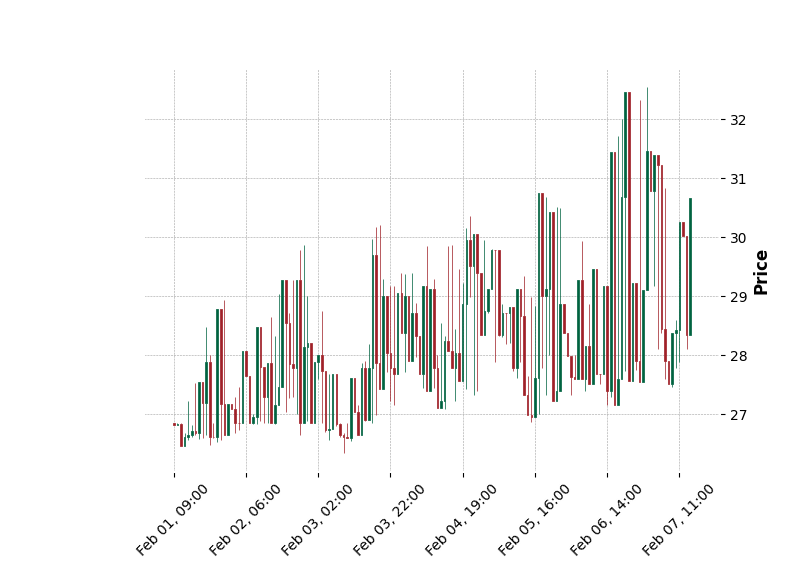 32
31
30
29
28
27
Price
Feb 01, 09:00
Feb 02, 06:00
Feb 03, 02:00
Feb 03, 22:00
Feb 04, 19:00
Feb 05, 16:00
Feb 06, 14:00
Feb 07, 11:00